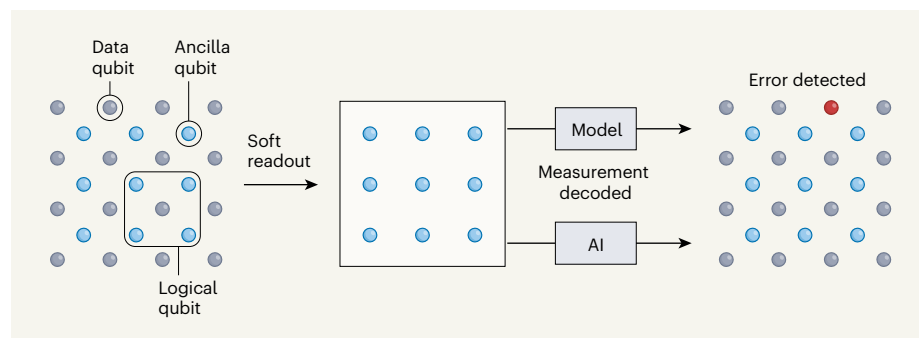 Data
qubit
Ancilla
qubit
Soft
readout
Logical
qubit
Model
Measurement
decoded
AI
Error detected